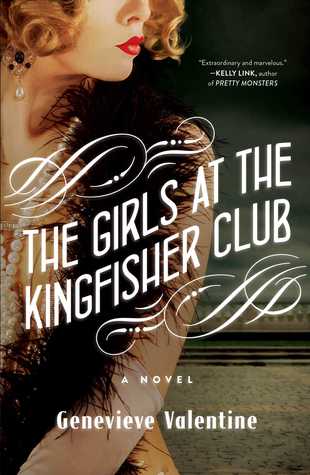 "Extraordinary and marvelous."
—KELLY LINK, author
of PRETTY MONSTERS
THE GIRLS AT THE
KINGFISHER CLUB
A NOVEL
Genevieve Valentine